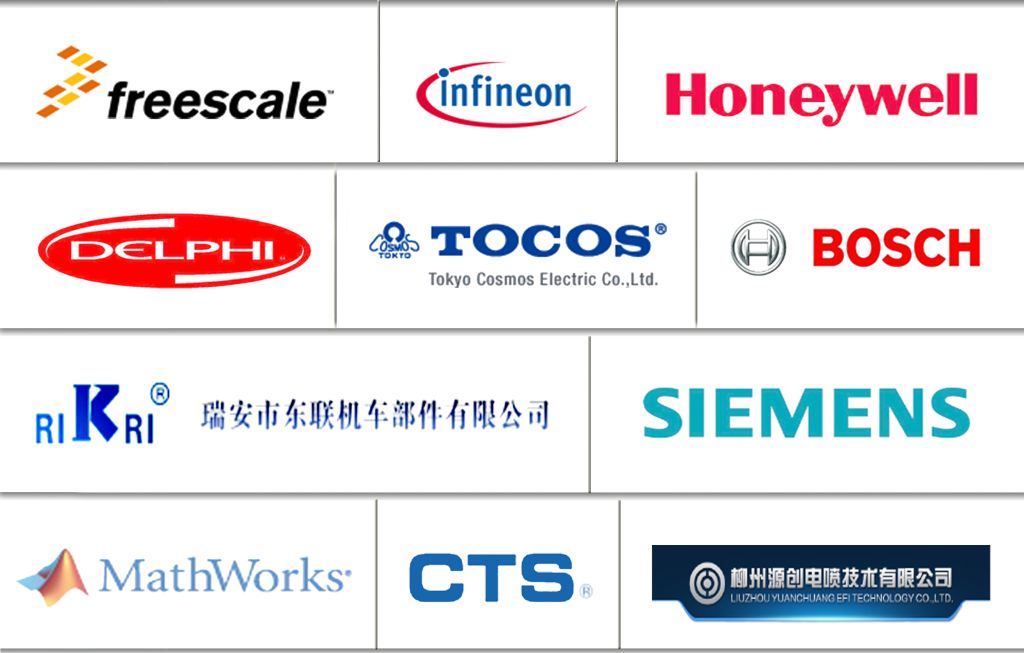 freescale™
infineon
Honeywell
DELPHI
COSMOS
TOKYO
TOCOS®
Tokyo Cosmos Electric Co.,Ltd.
BOSCH
RIKRI® 瑞安市东联机车部件有限公司
SIEMENS
MathWorks®
CTS®
柳州源创电喷技术有限公司
LIUZHOU YUANCHUANG EFI TECHNOLOGY CO.,LTD.